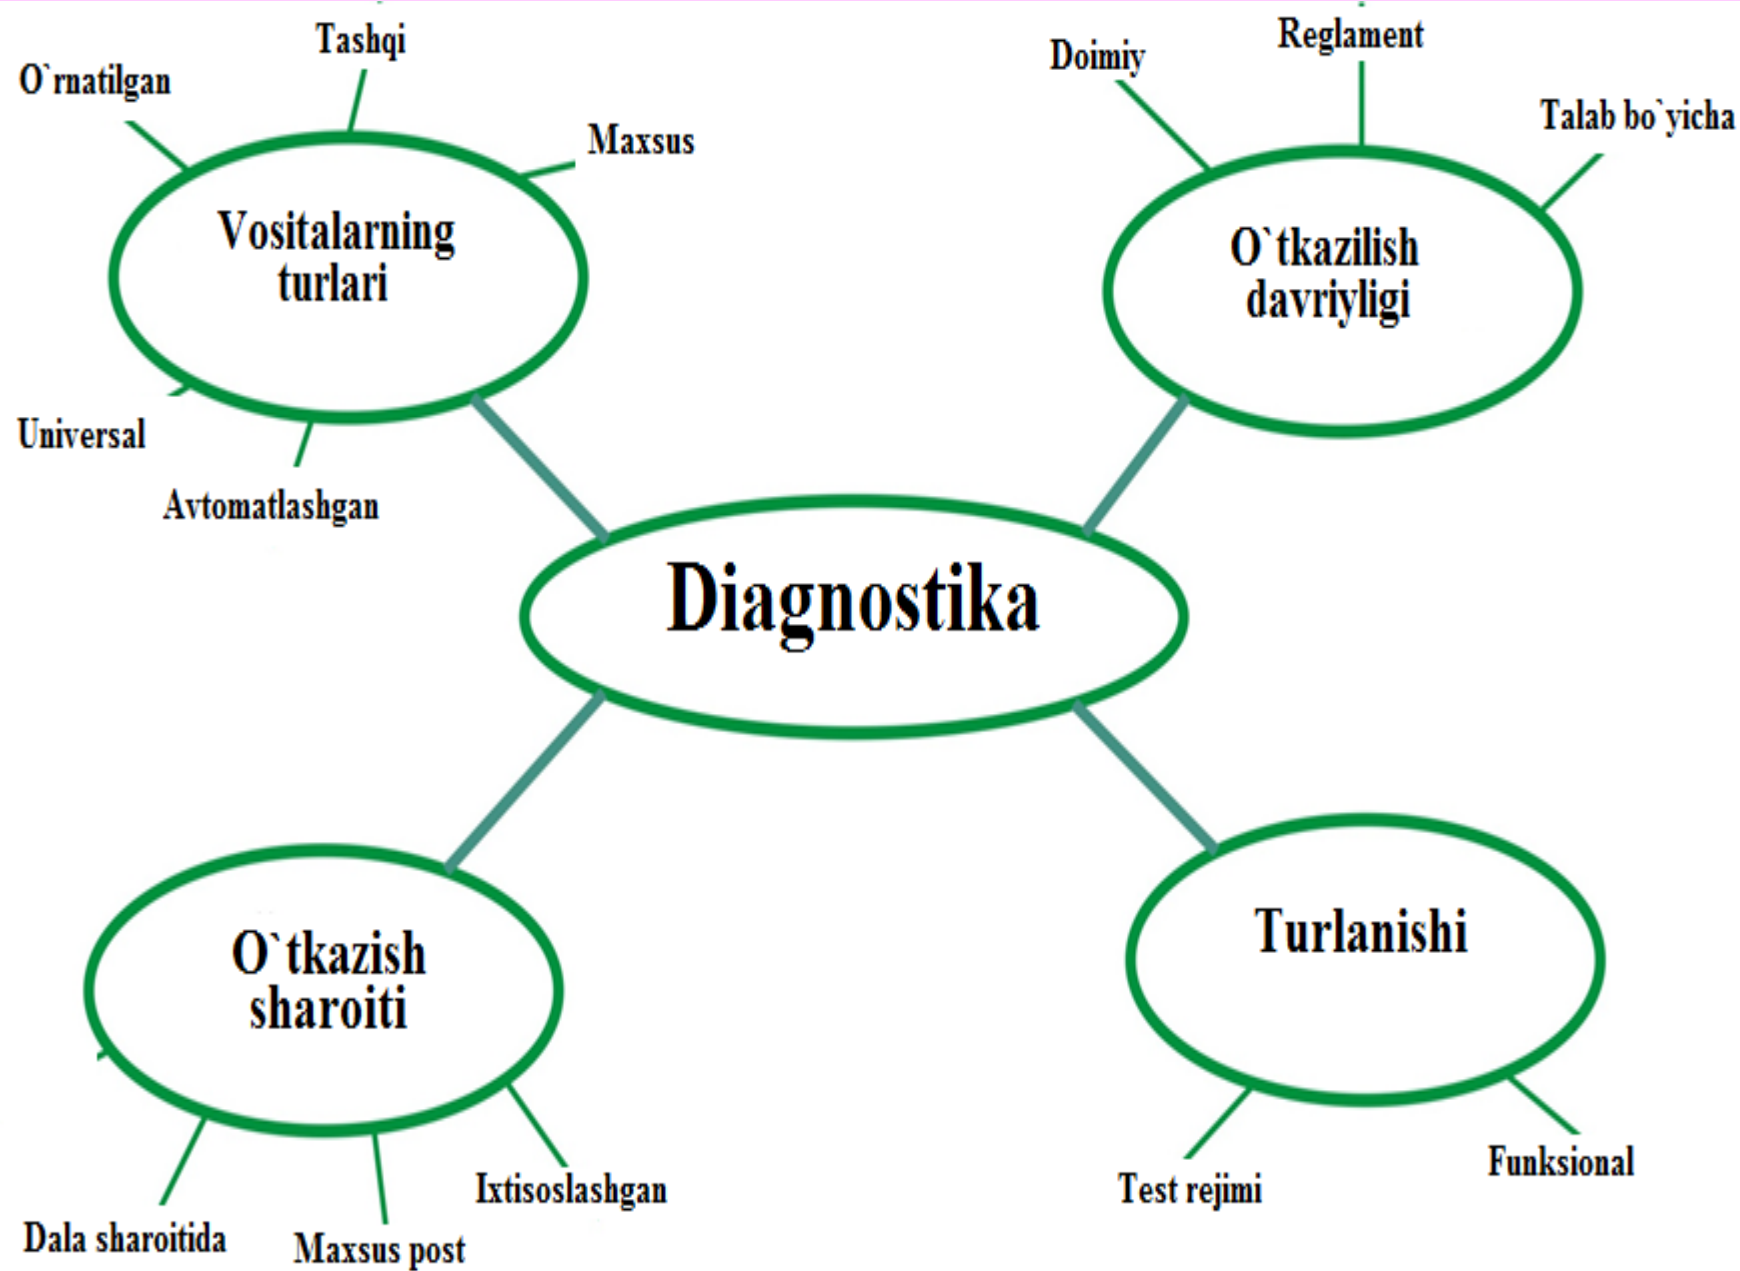 Tashqi
O`rnatilgan
Maxsus
Vositalarning
turlari
Universal
Avtomatlashgan
Doimiy
Reglament
Talab bo`yicha
O`tkazilish
davriyligi
Diagnostika
O`tkazish
sharoiti
Dala sharoitida
Maxsus post
Ixtisoslashgan
Turlanishi
Test rejimi
Funksional